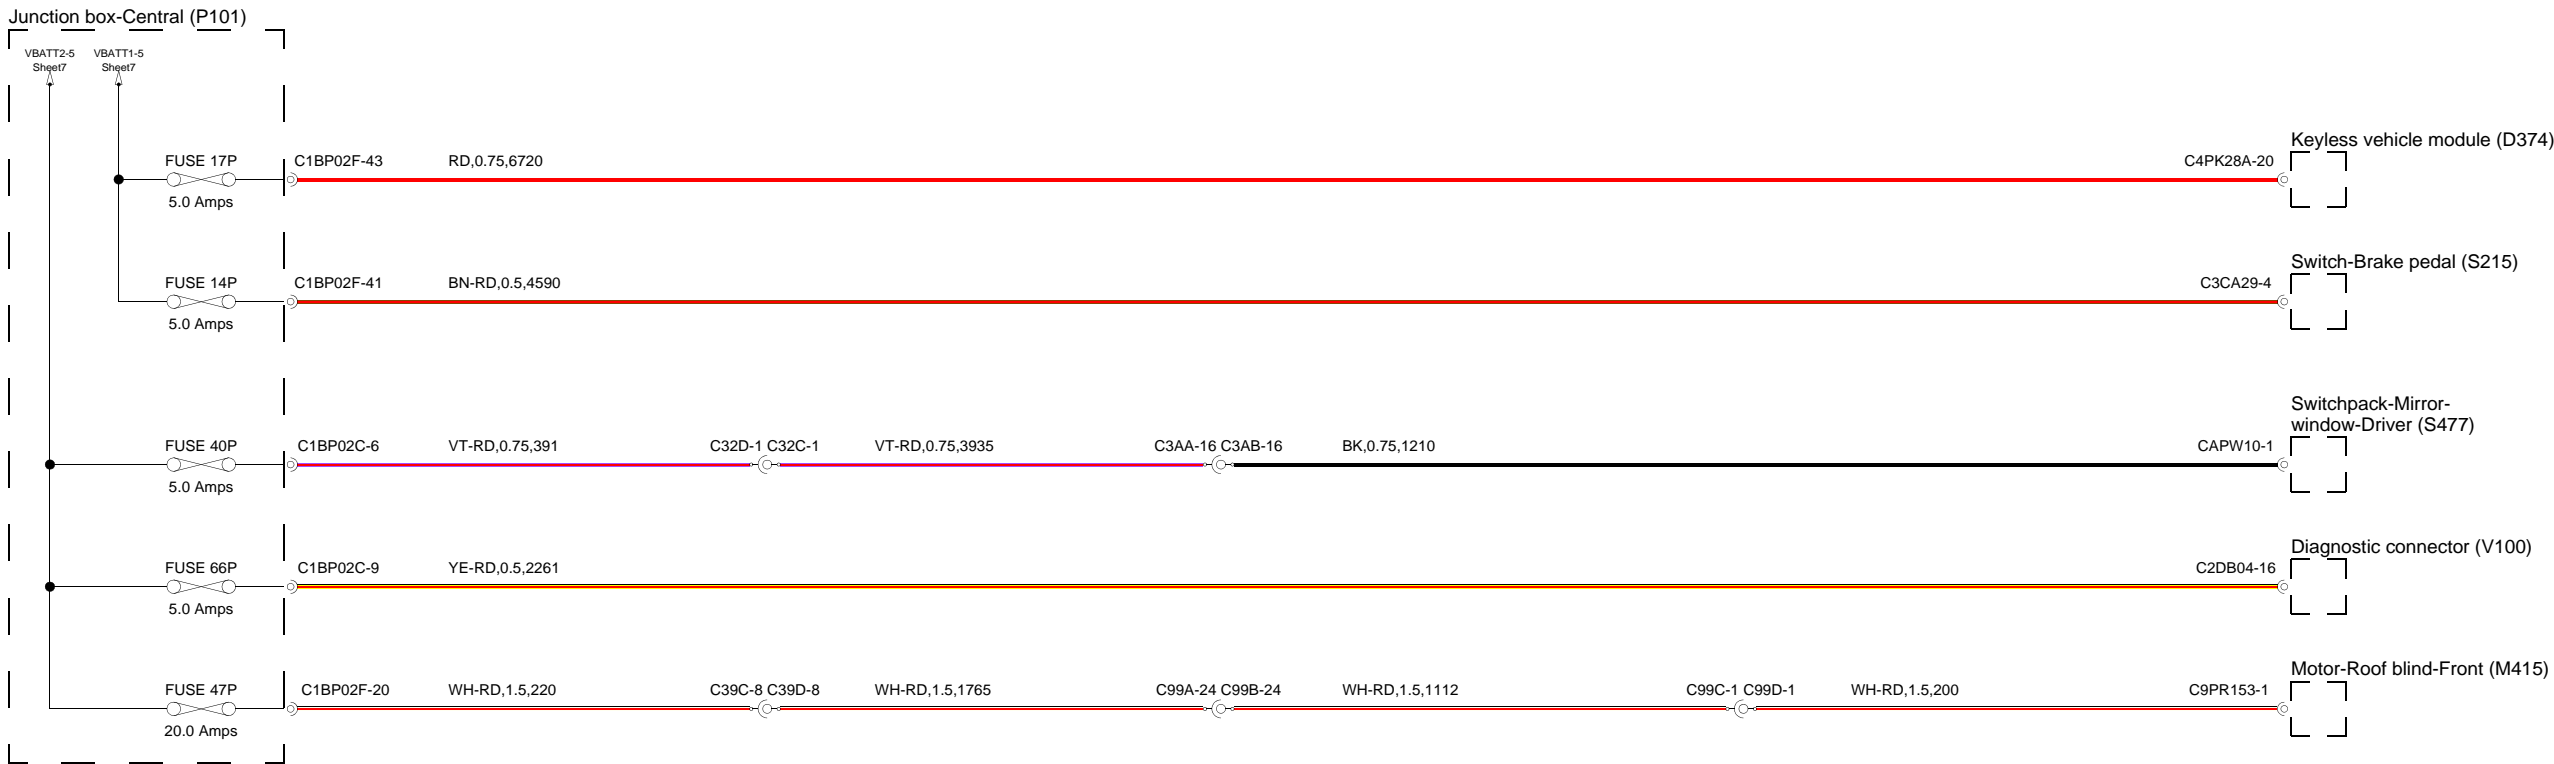 Junction box-Central (P101)
VBATT2-5 VBATT1-5
Sheet7 Sheet7
Keyless vehicle module (D374)
FUSE 17P C1BP02F-43 RD,0.75,6720 C4PK28A-20
5.0 Amps
Switch-Brake pedal (S215)
FUSE 14P C1BP02F-41 BN-RD,0.5,4590 C3CA29-4
5.0 Amps
Switchpack-Mirror-
window-Driver (S477)
FUSE 40P C1BP02C-6 VT-RD,0.75,391 C32D-1 C32C-1 VT-RD,0.75,3935 C3AA-16 C3AB-16 BK,0.75,1210 CAPW10-1
5.0 Amps
Diagnostic connector (V100)
FUSE 66P C1BP02C-9 YE-RD,0.5,2261 C2DB04-16
5.0 Amps
Motor-Roof blind-Front (M415)
FUSE 47P C1BP02F-20 WH-RD,1.5,220 C39C-8 C39D-8 WH-RD,1.5,1765 C99A-24 C99B-24 WH-RD,1.5,1112 C99C-1 C99D-1 WH-RD,1.5,200 C9PR153-1
20.0 Amps